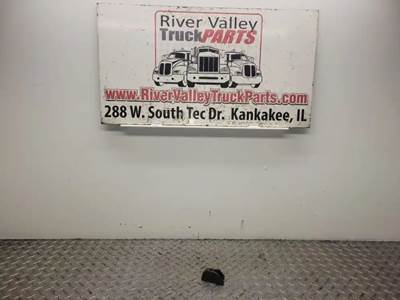 River Valley
TruckPARTS
www.RiverValleyTruckParts.com
288 W. South Tec Dr. Kankakee, IL